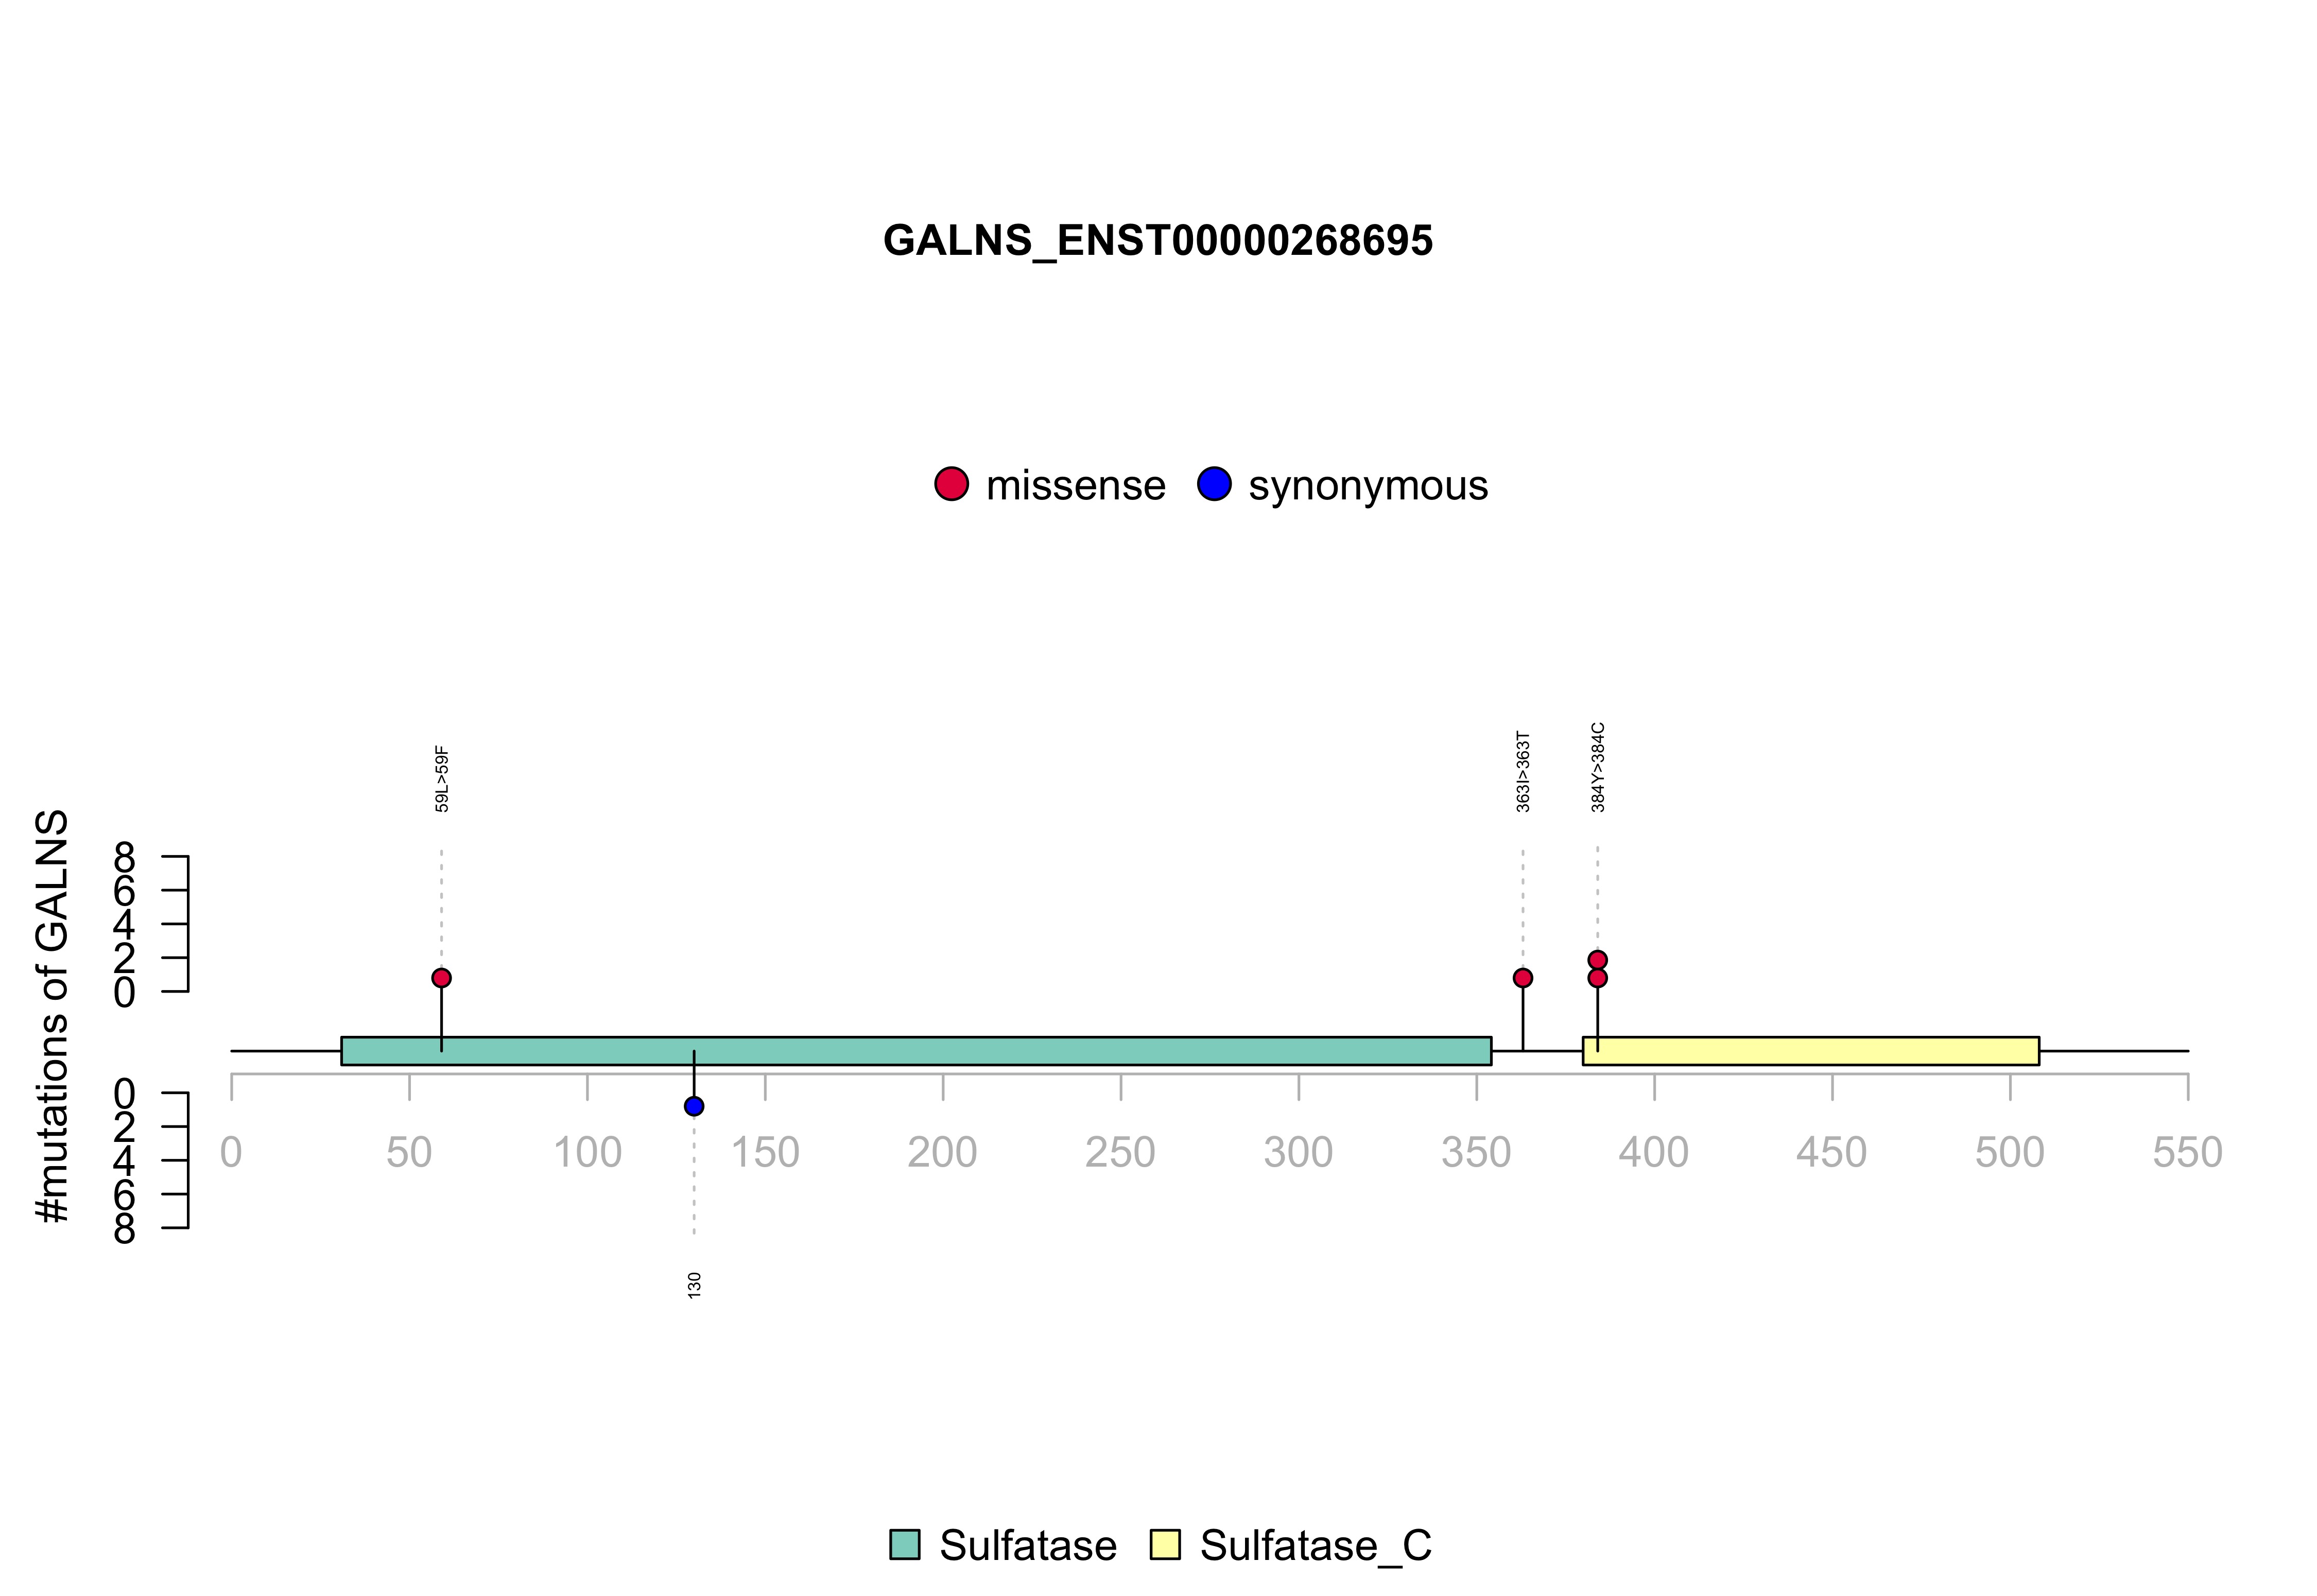 GALNS_ENST00000268695
missense synonymous
59L>59F
363I>363T
384Y>384C
#mutations of GALNS
8
6
4
2
0
0
2
4
6
8
0 50 100 150 200 250 300 350 400 450 500 550
130
Sulfatase Sulfatase_C